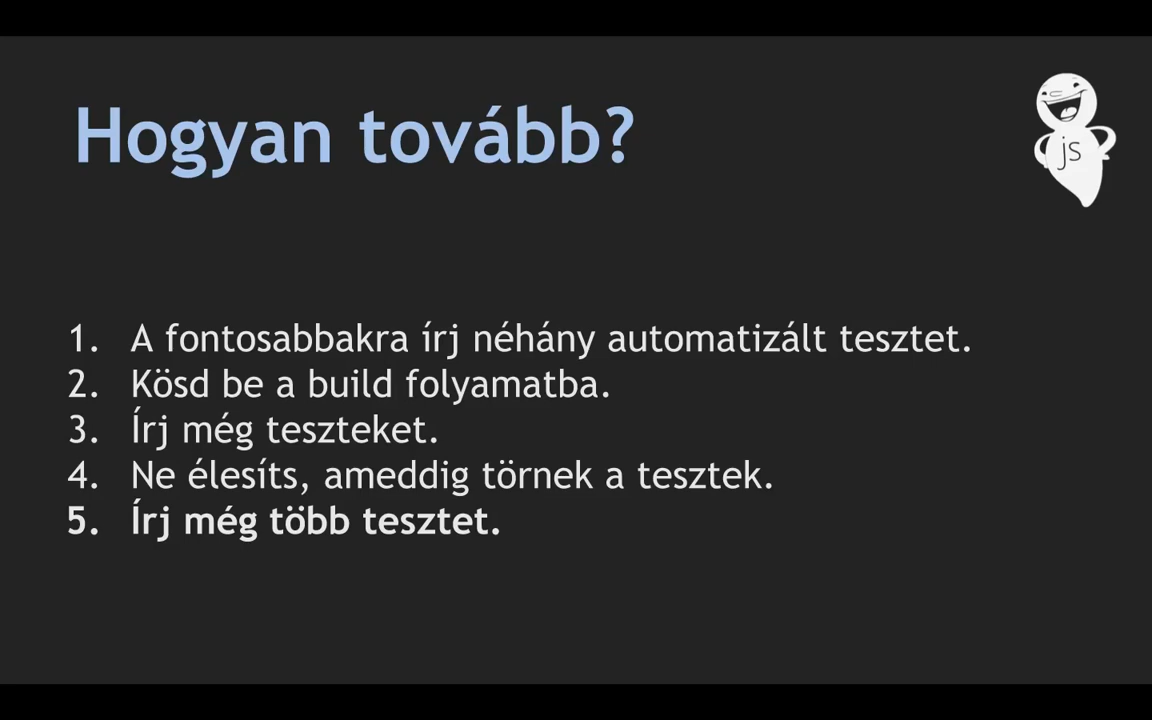 Hogyan tovább?
js
1. A fontosabbakra írj néhány automatizált tesztet.
2. Kösd be a build folyamatba.
3. Írj még teszteket.
4. Ne élesíts, ameddig törnek a tesztek.
5. Írj még több tesztet.